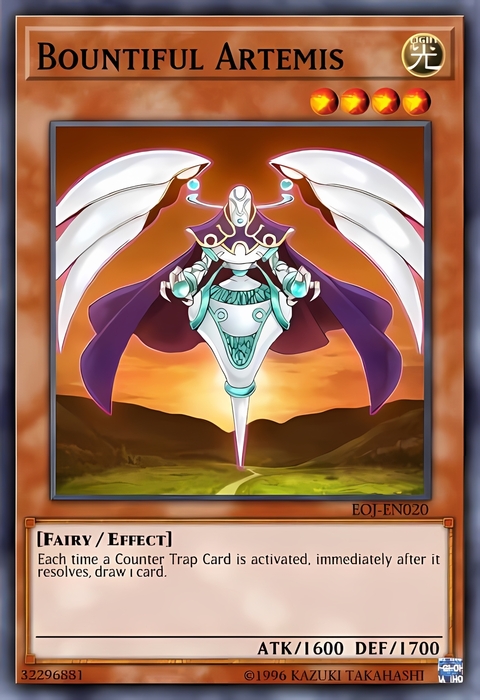 Bountiful Artemis
LIGHT
光
EOJ-EN020
[Fairy / Effect]
Each time a Counter Trap Card is activated, immediately after it
resolves, draw 1 card.
ATK/1600 DEF/1700
32296881
©1996 KAZUKI TAKAHASHI